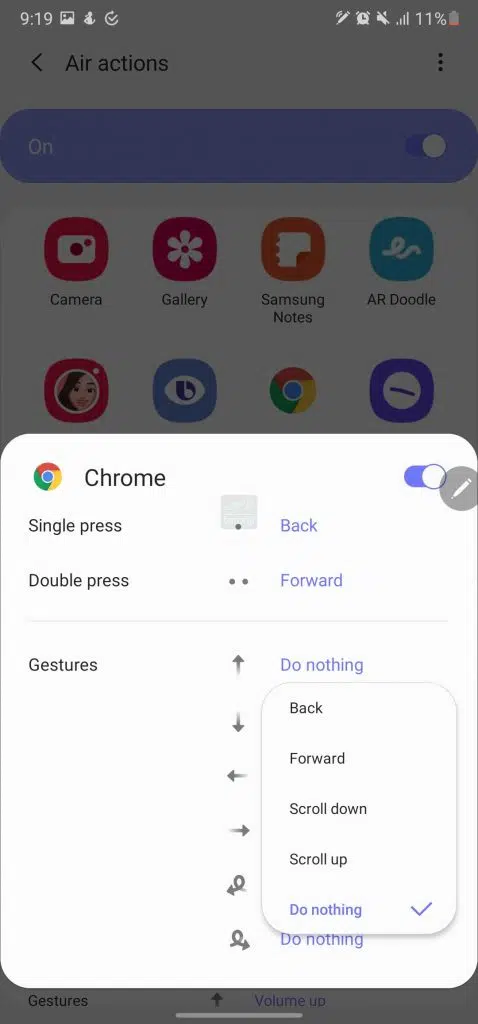 9:19
11%
Air actions
On
Camera
Gallery
Samsung
Notes
AR Doodle
Chrome
Single press
Back
Double press
Forward
Gestures
Do nothing
Back
Forward
Scroll down
Scroll up
Do nothing
Do nothing
Gestures
Volume up